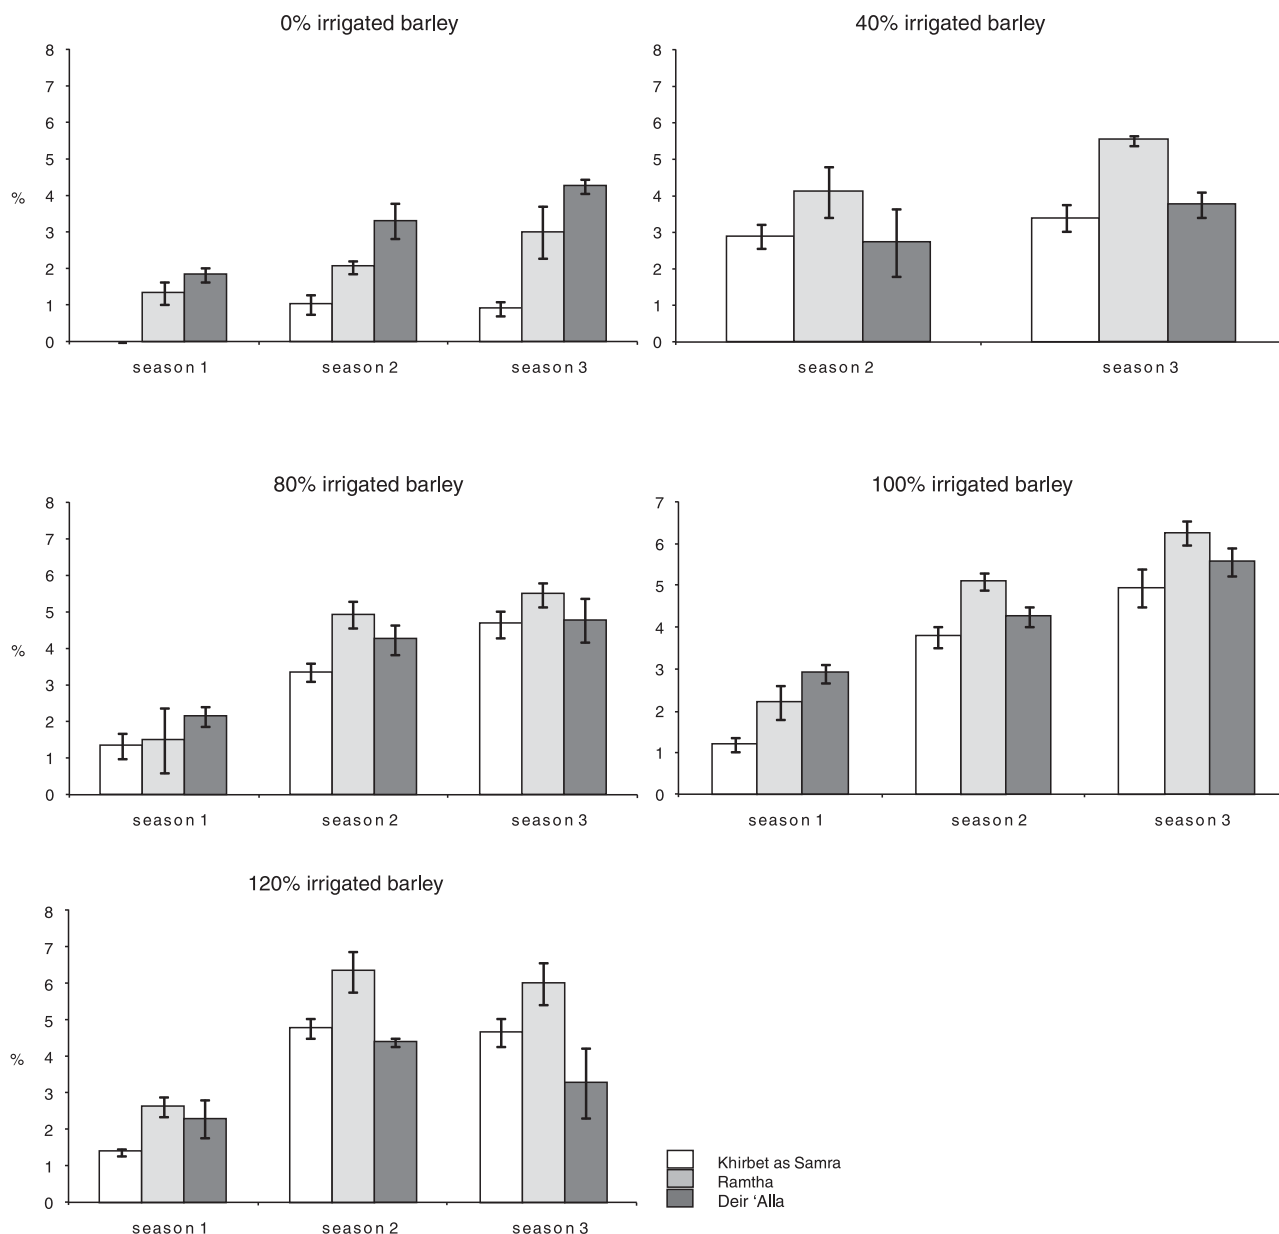 0% irrigated barley
8
7
6
5
4
3
2
1
0
%
season 1
season 2
season 3
40% irrigated barley
8
7
6
5
4
3
2
1
0
season 2
season 3
80% irrigated barley
8
7
6
5
4
3
2
1
0
%
season 1
season 2
season 3
100% irrigated barley
7
6
5
4
3
2
1
0
season 1
season 2
season 3
120% irrigated barley
8
7
6
5
4
3
2
1
0
%
season 1
season 2
season 3
Khirbet as Samra
Ramtha
Deir ‘Alla